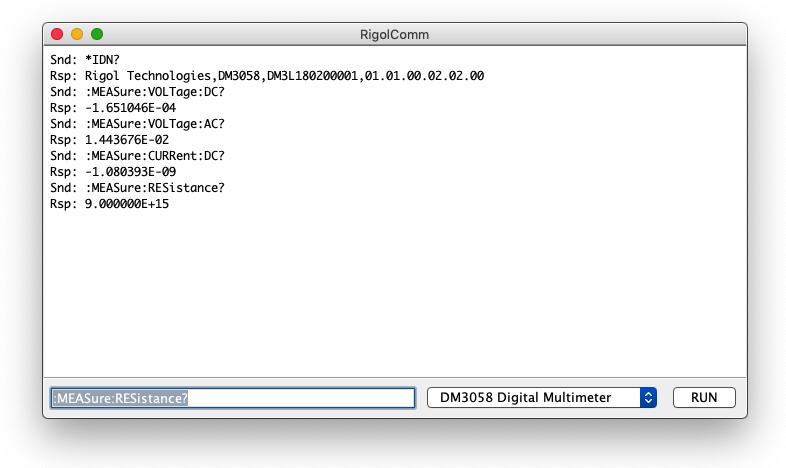 RigolComm
Snd: *IDN?
Rsp: Rigol Technologies,DM3058,DM3L180200001,01.01.00.02.02.00
Snd: :MEASure:VOLTage:DC?
Rsp: -1.651046E-04
Snd: :MEASure:VOLTage:AC?
Rsp: 1.443676E-02
Snd: :MEASure:CURRent:DC?
Rsp: -1.080393E-09
Snd: :MEASure:RESistance?
Rsp: 9.000000E+15
:MEASure:RESistance? DM3058 Digital Multimeter RUN